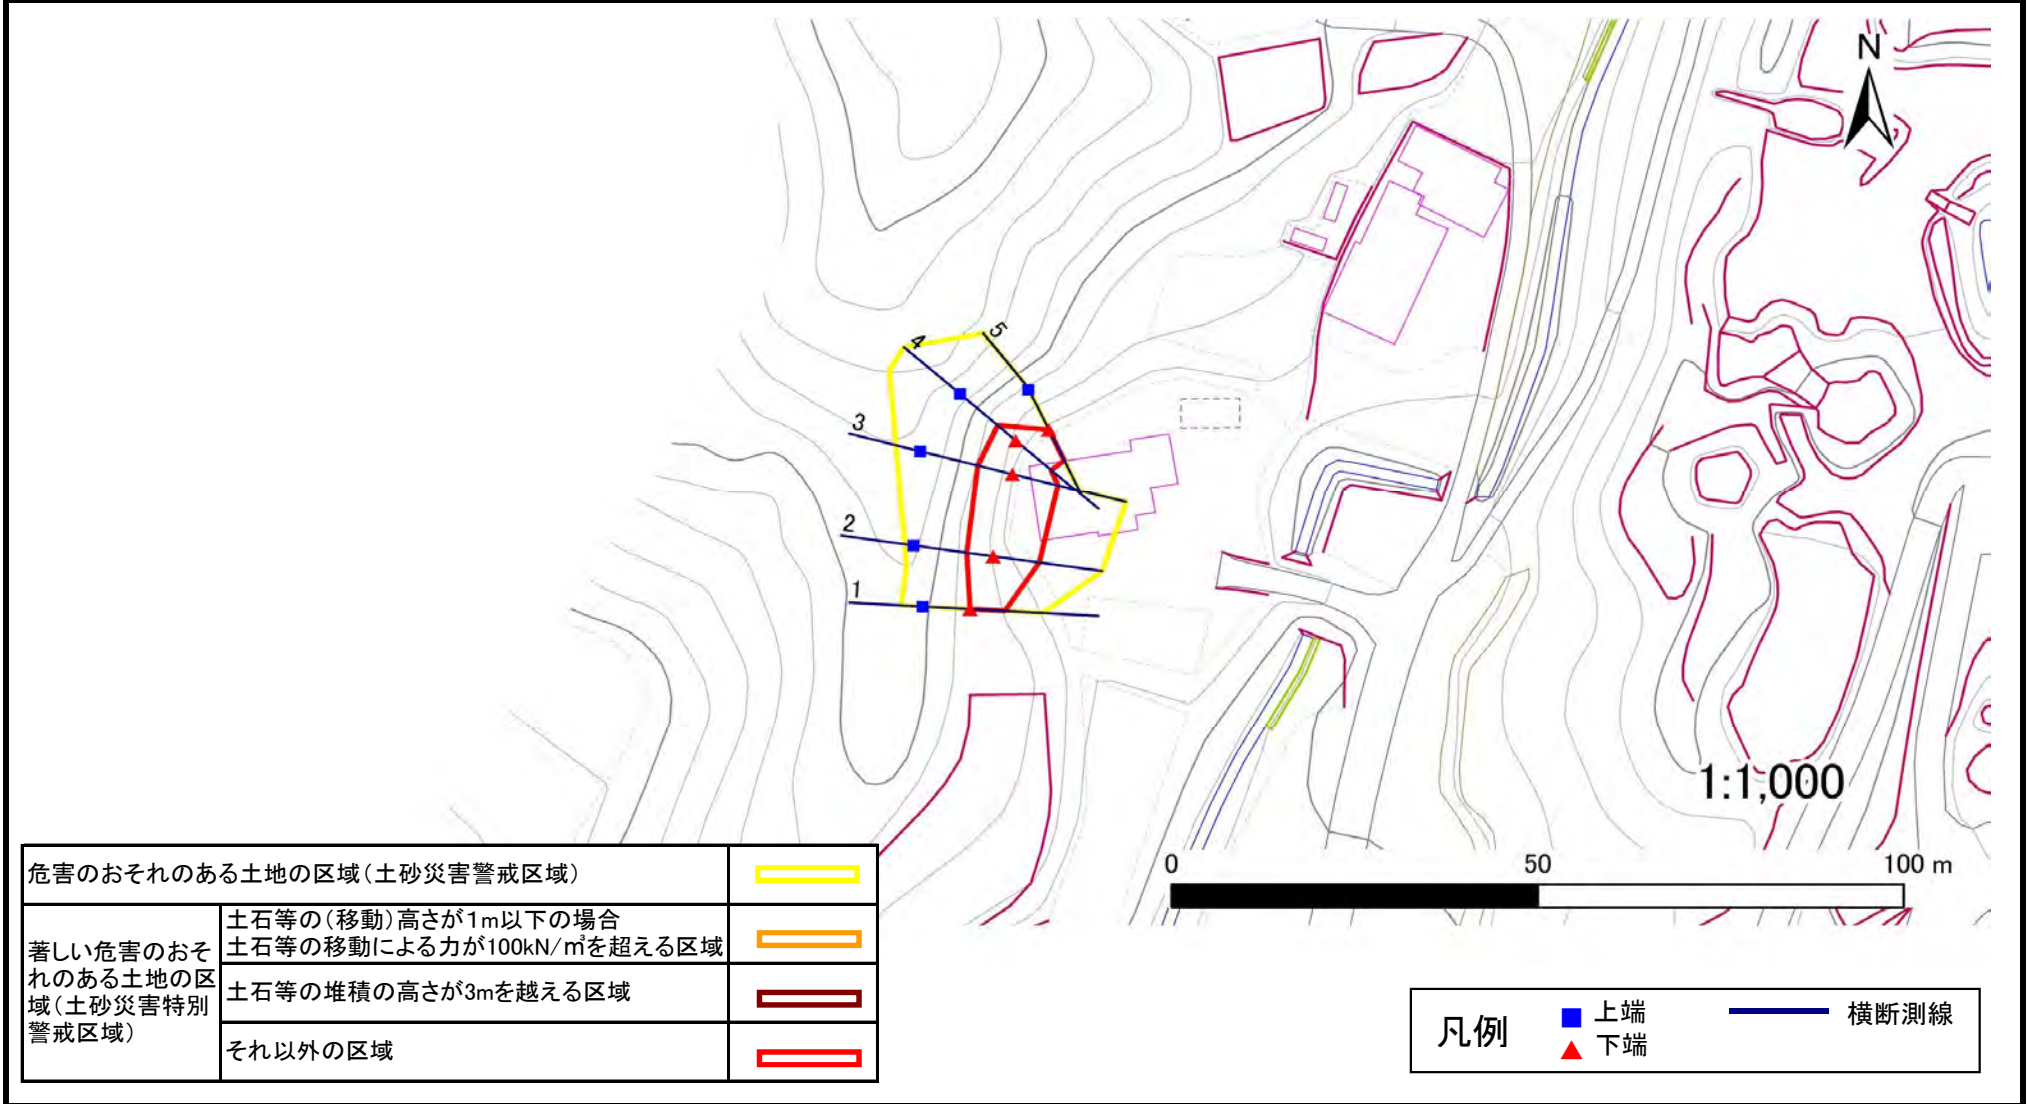 N
5
4
3
2
1
1:1,000
0 50 100 m
危害のおそれのある土地の区域(土砂災害警戒区域)
著しい危害のおそ
れのある土地の区
域(土砂災害特別
警戒区域)
土石等の(移動)高さが1m以下の場合
土石等の移動による力が100kN/㎡を超える区域
土石等の堆積の高さが3mを越える区域
それ以外の区域
凡例
上端
下端
横断測線